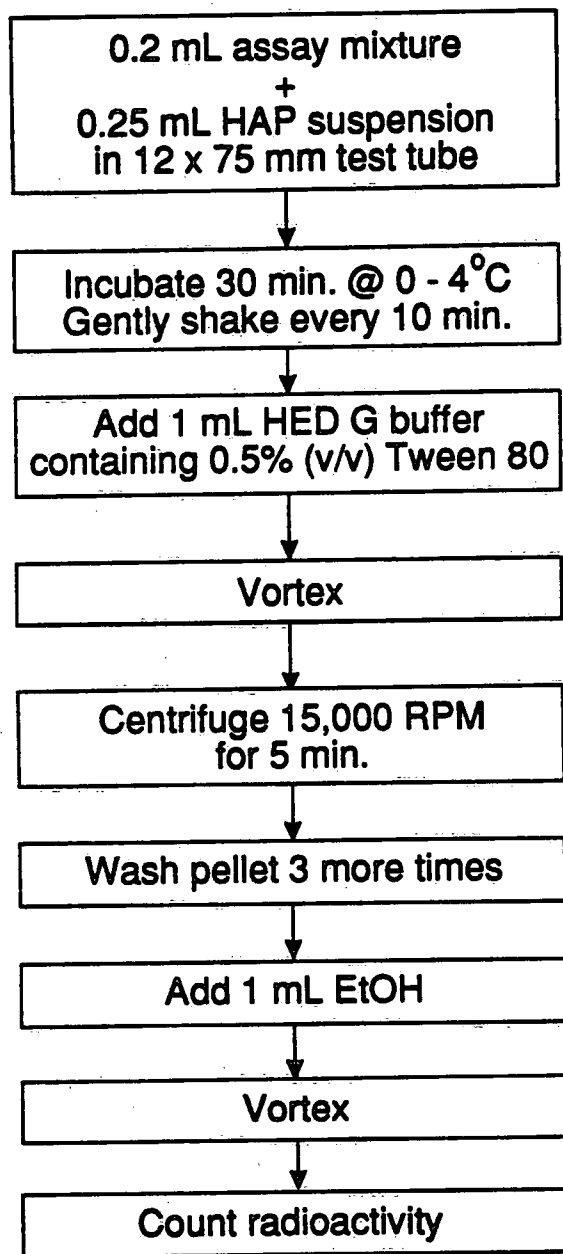 0.2 mL assay mixture
+
0.25 mL HAP suspension
in 12 x 75 mm test tube
Incubate 30 min. @ 0 - 4°C
Gently shake every 10 min.
Add 1 mL HED G buffer
containing 0.5% (v/v) Tween 80
Vortex
Centrifuge 15,000 RPM
for 5 min.
Wash pellet 3 more times
Add 1 mL EtOH
Vortex
Count radioactivity